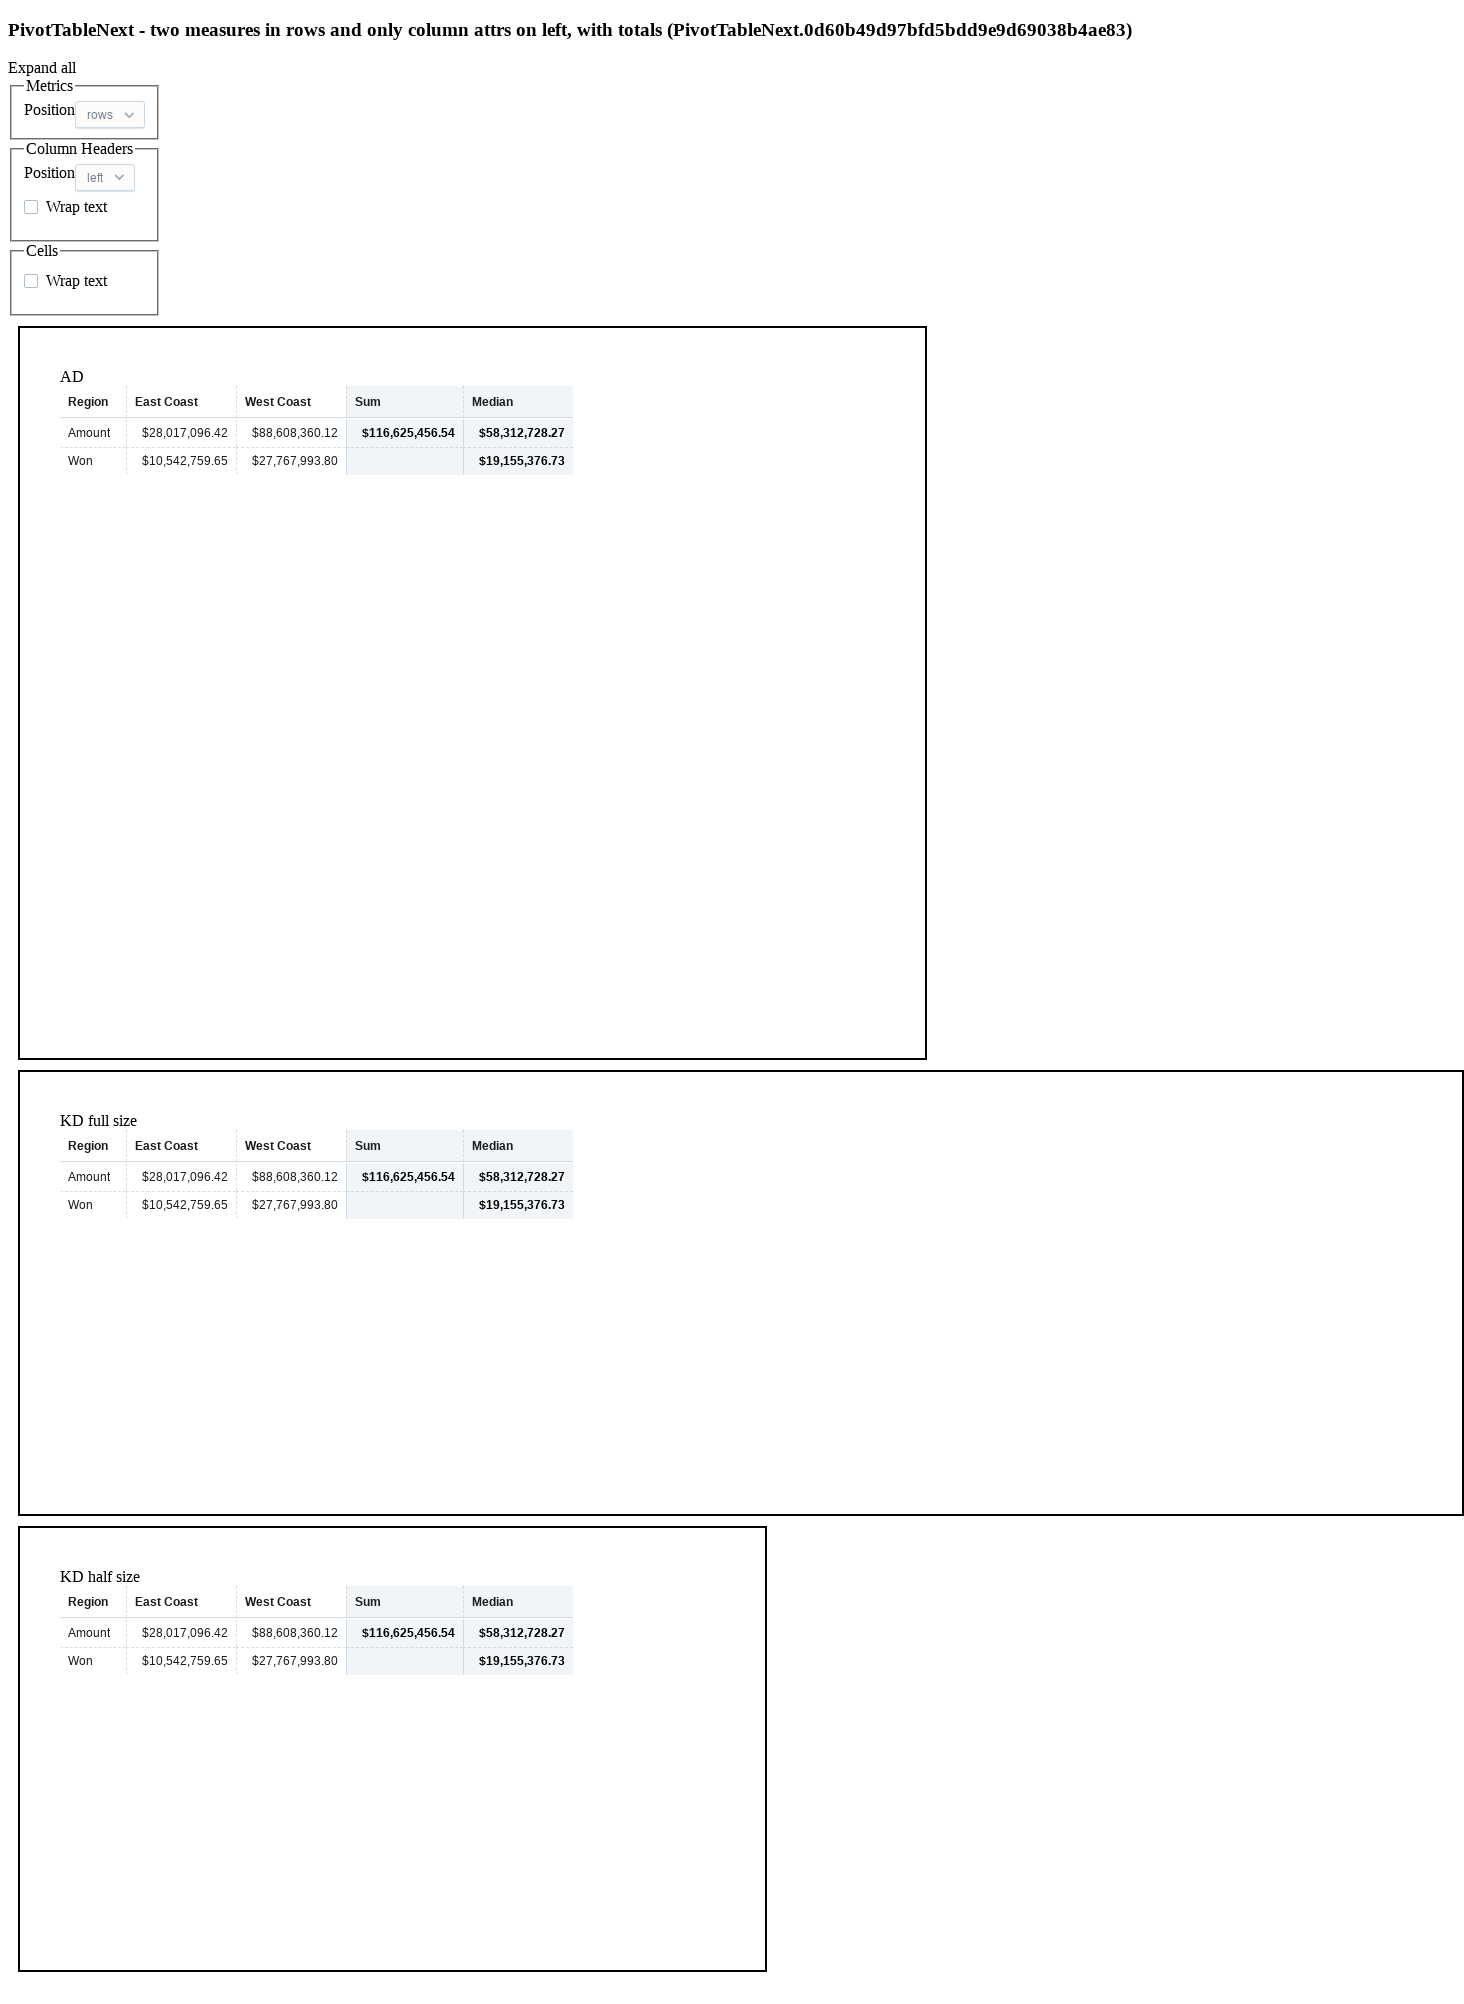 PivotTableNext - two measures in rows and only column attrs on left, with totals (PivotTableNext.0d60b49d97bfd5bdd9e9d69038b4ae83)
Expand all
Metrics
Position rows
Column Headers
Position left
Wrap text
Cells
Wrap text
AD
Region East Coast West Coast Sum Median
Amount $28,017,096.42 $88,608,360.12 $116,625,456.54 $58,312,728.27
Won $10,542,759.65 $27,767,993.80 $19,155,376.73
KD full size
Region East Coast West Coast Sum Median
Amount $28,017,096.42 $88,608,360.12 $116,625,456.54 $58,312,728.27
Won $10,542,759.65 $27,767,993.80 $19,155,376.73
KD half size
Region East Coast West Coast Sum Median
Amount $28,017,096.42 $88,608,360.12 $116,625,456.54 $58,312,728.27
Won $10,542,759.65 $27,767,993.80 $19,155,376.73